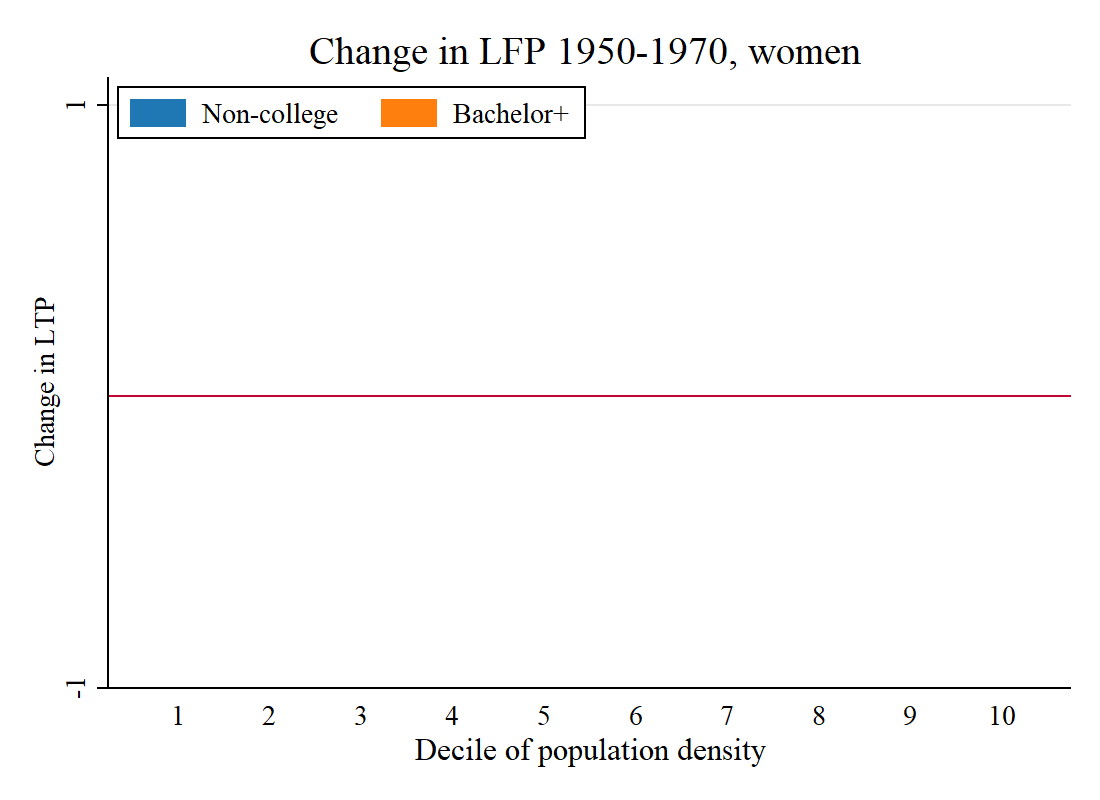 Change in LFP 1950-1970, women
1
Non-college Bachelor+
Change in LTP
-1
1 2 3 4 5 6 7 8 9 10
Decile of population density